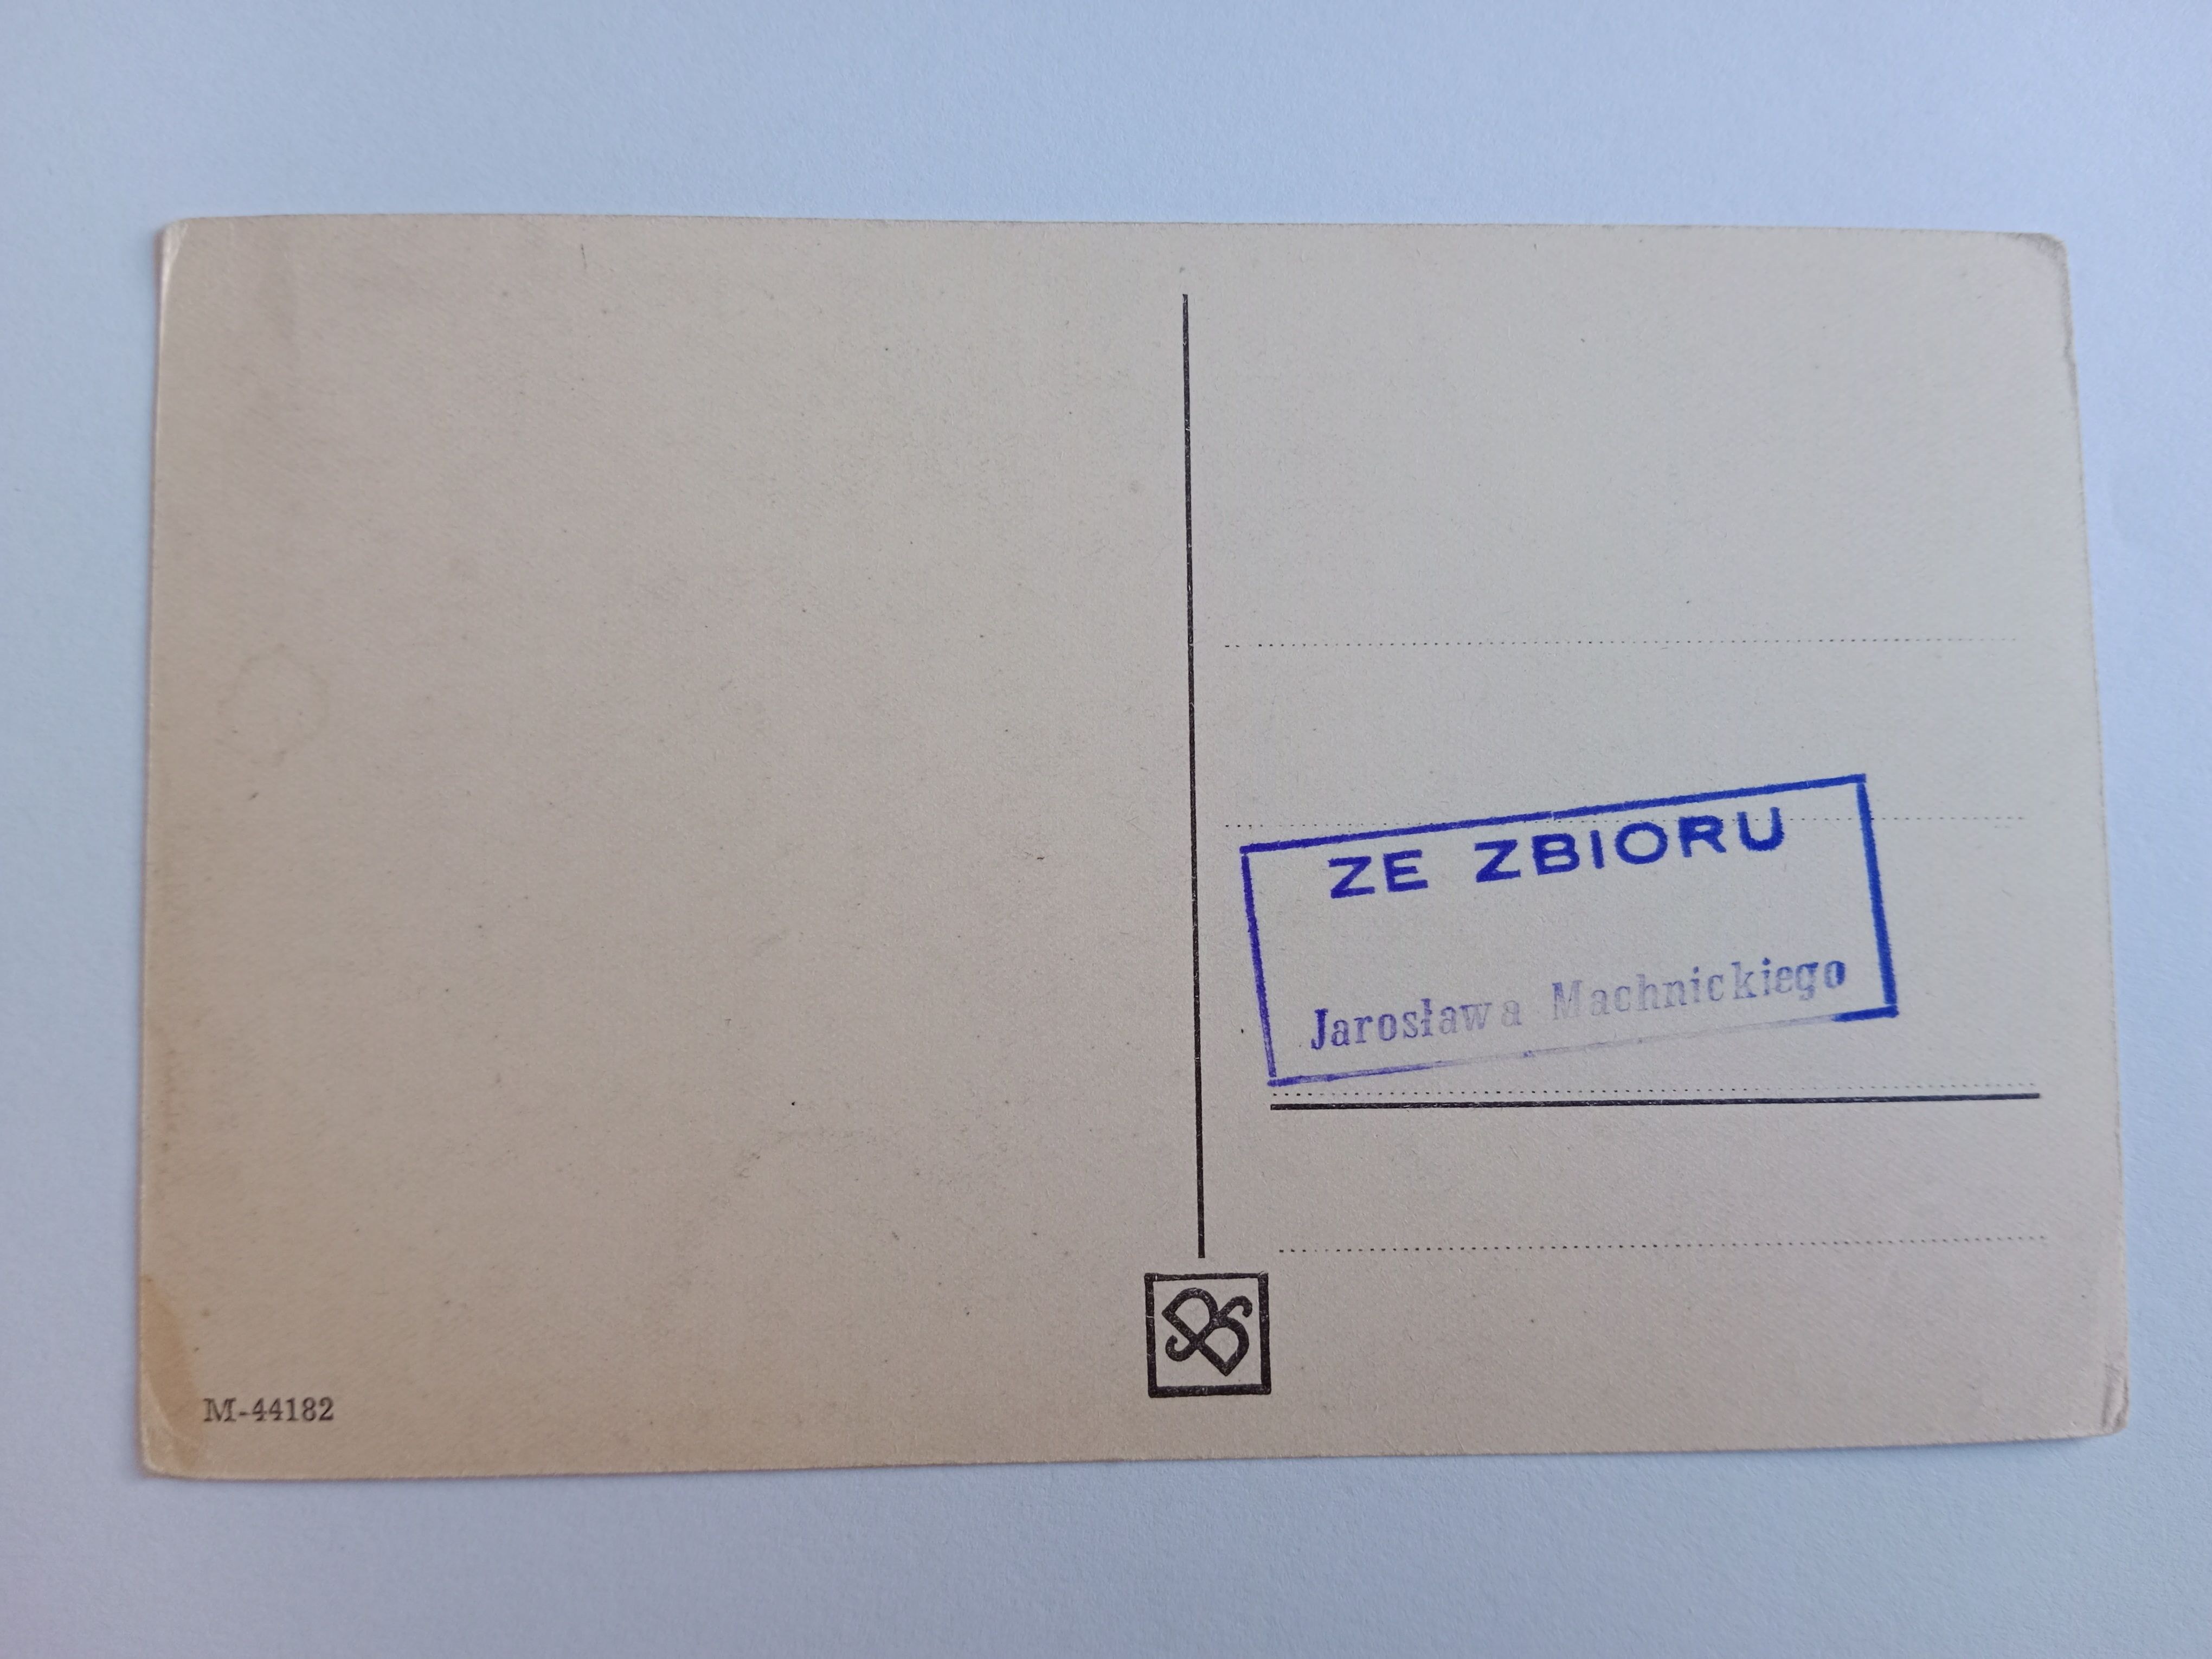 ZE ZBIORU
Jarosława Machnickiego
M-44182